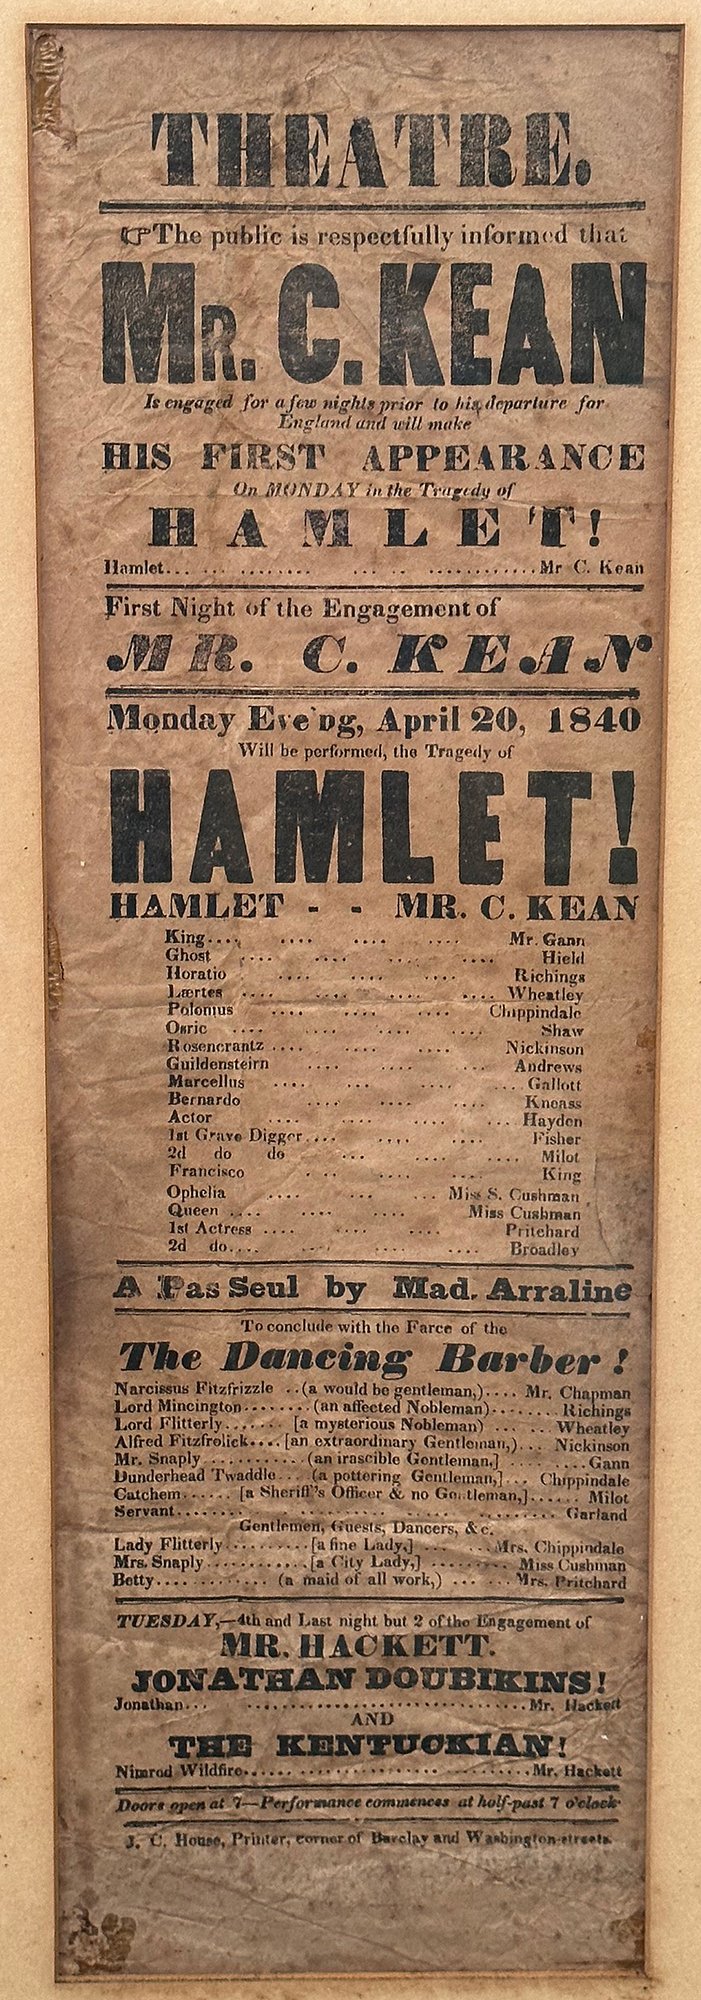 THEATRE.
☞The public is respectfully informed that
MR. C. KEAN
Is engaged for a few nights prior to his departure for
England and will make
HIS FIRST APPEARANCE
On MONDAY in the Tragedy of
HAMLET!
Hamlet... ... ........ ... .. ............Mr C. Kean
First Night of the Engagement of
MR. C. KEAN
Monday Eve'ng, April 20, 1840
Will be performed, the Tragedy of
HAMLET!
HAMLET - - MR. C. KEAN
King.... .... .... .... Mr. Gann
Ghost .... .... .... .... Hield
Horatio .... .... .... Richings
Lærtes .... .... .... .... Wheatley
Polonius .... .... .... Chippindale
Osric .... .... .... .... Shaw
Rosencrantz .... .... .... Nickinson
Guildensteirn .... .... ... Andrews
Marcellus .... ... .... ... Gallott
Bernardo .... .... .... Kneass
Actor .... .... .... ... Hayden
1st Grave Digger.... .... .... Fisher
2d do do ... .... .... Milot
Francisco ... .... .... King
Ophelia .... .... ... Miss S. Cushman
Queen .... .... .... Miss Cushman
1st Actress .... .... .... Pritchard
2d do.... .... .... .... Broadley
A Pas Seul by Mad. Arraline
To conclude with the Farce of the
The Dancing Barber!
Narcissus Fitzfrizzle ..(a would be gentleman,).... Mr. Chapman
Lord Mincington........(an affected Nobleman)........ Richings
Lord Flitterly....... [a mysterious Nobleman) ... ... Wheatley
Alfred Fitzfrolick....[an extraordinary Gentleman,)... Nickinson
Mr. Snaply ............(an irascible Gentleman,] .... ....Gann
Dunderhead Twaddle... (a pottering Gentleman,]... Chippindale
Catchem...... [a Sheriff's Officer & no Gentleman,]...... Milot
Servant........ .. ........... ..... ........... Garland
Gentlemen, Guests, Dancers, &c.
Lady Flitterly..........[a fine Lady,] .... ....Mrs. Chippindale
Mrs. Snaply ............[a City Lady,] .......... Miss Cushman
Betty............ (a maid of all work,) ... ... Mrs. Pritchard
TUESDAY,—4th and Last night but 2 of the Engagement of
MR. HACKETT.
JONATHAN DOUBIKINS!
Jonathan... ...................................Mr. Hackett
AND
THE KENTUCKIAN!
Nimrod Wildfire...... ............... ............Mr. Hackett
Doors open at 7—Performance commences at half-past 7 o'clock
J. C. House, Printer, corner of Barclay and Washington-streets.